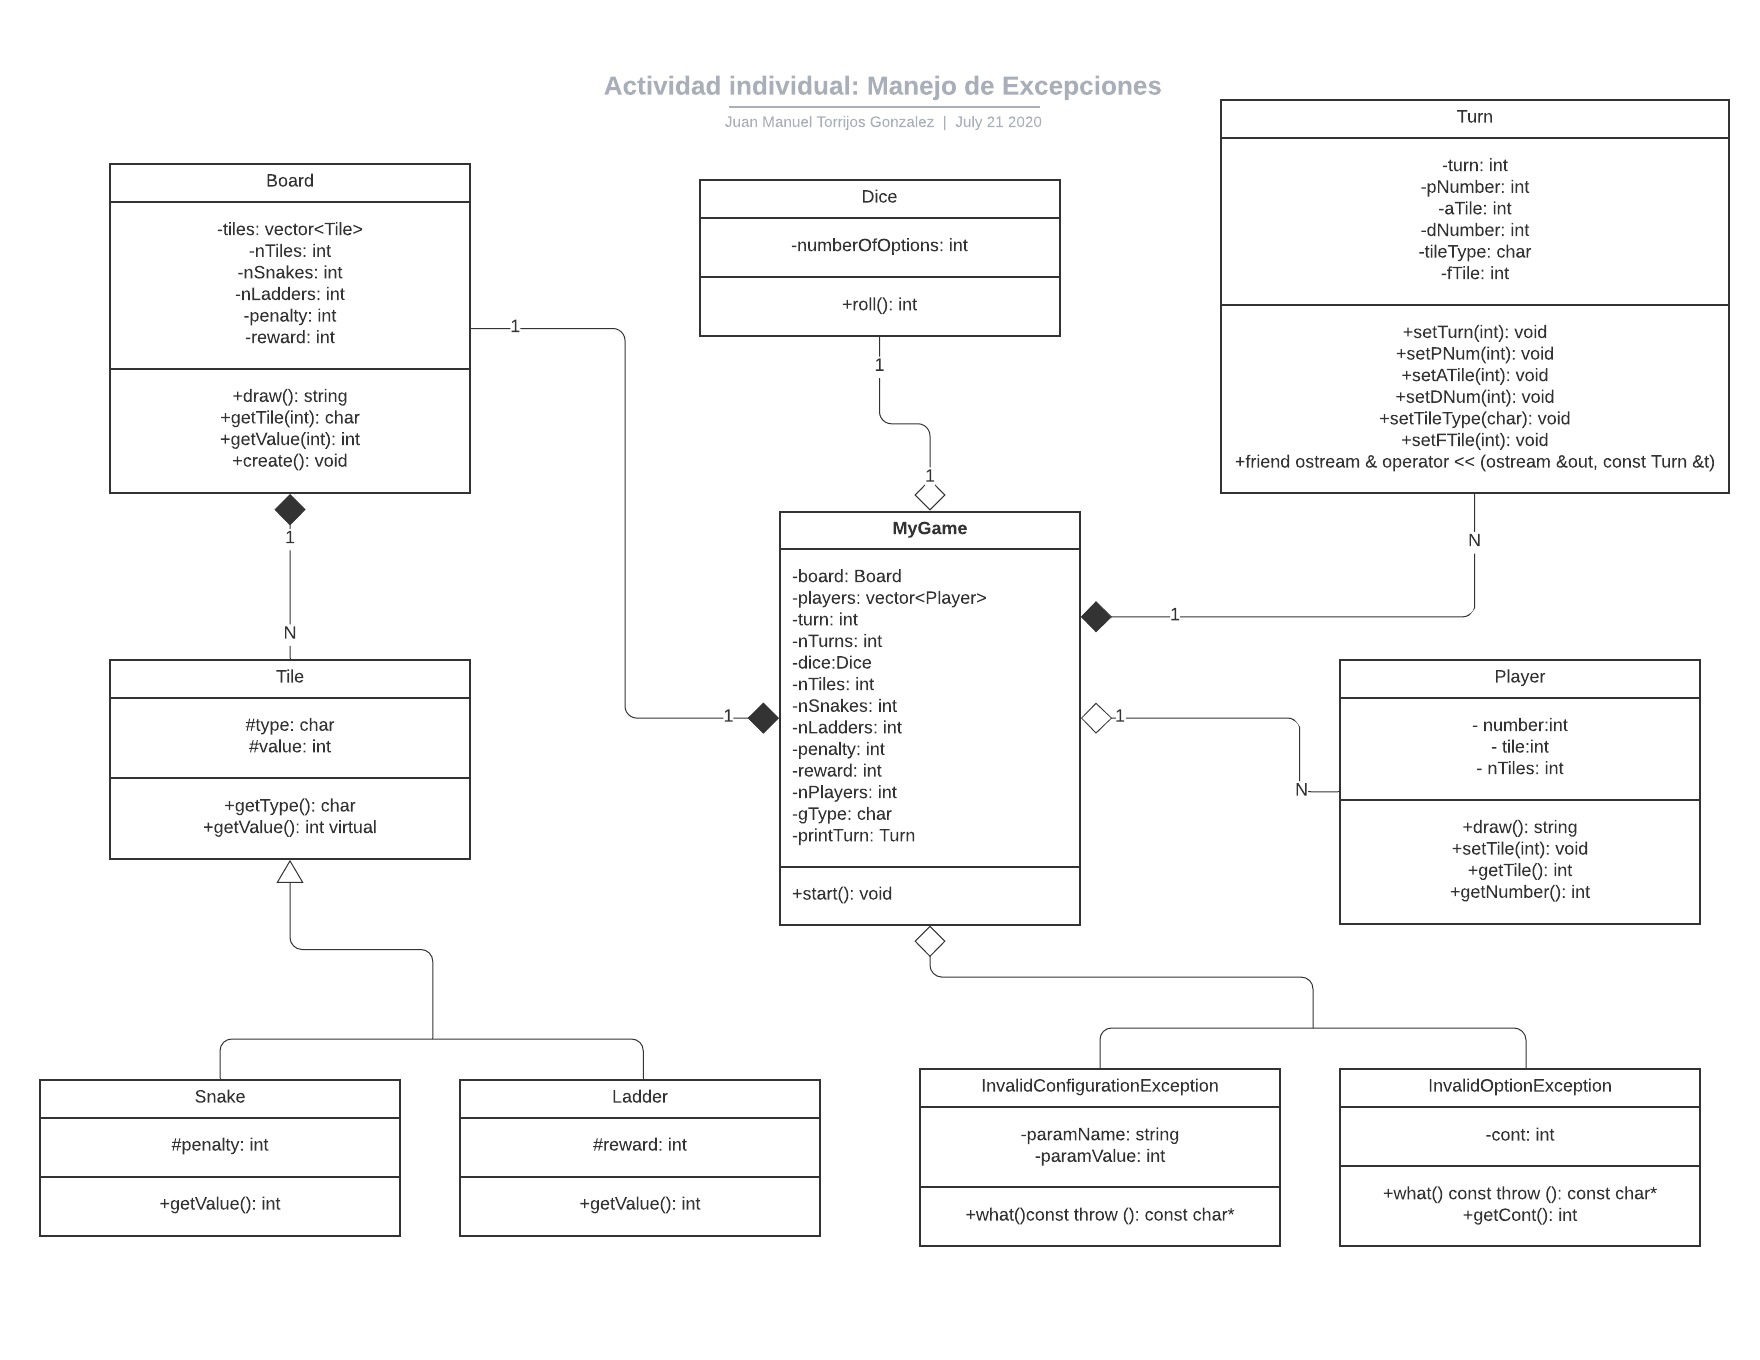 Actividad individual: Manejo de Excepciones
Juan Manuel Torrijos Gonzalez | July 21 2020
Board
-tiles: vector<Tile>
-nTiles: int
-nSnakes: int
-nLadders: int
-penalty: int
-reward: int
+draw(): string
+getTile(int): char
+getValue(int): int
+create(): void
Dice
-numberOfOptions: int
+roll(): int
Turn
-turn: int
-pNumber: int
-aTile: int
-dNumber: int
-tileType: char
-fTile: int
+setTurn(int): void
+setPNum(int): void
+setATile(int): void
+setDNum(int): void
+setTileType(char): void
+setFTile(int): void
+friend ostream & operator << (ostream &out, const Turn &t)
1
1
1
1
N
N
1
1
1
N
Tile
#type: char
#value: int
+getType(): char
+getValue(): int virtual
MyGame
-board: Board
-players: vector<Player>
-turn: int
-nTurns: int
-dice:Dice
-nTiles: int
-nSnakes: int
-nLadders: int
-penalty: int
-reward: int
-nPlayers: int
-gType: char
-printTurn: Turn
+start(): void
Player
- number:int
- tile:int
- nTiles: int
+draw(): string
+setTile(int): void
+getTile(): int
+getNumber(): int
Snake
#penalty: int
+getValue(): int
Ladder
#reward: int
+getValue(): int
InvalidConfigurationException
-paramName: string
-paramValue: int
+what()const throw (): const char*
InvalidOptionException
-cont: int
+what() const throw (): const char*
+getCont(): int